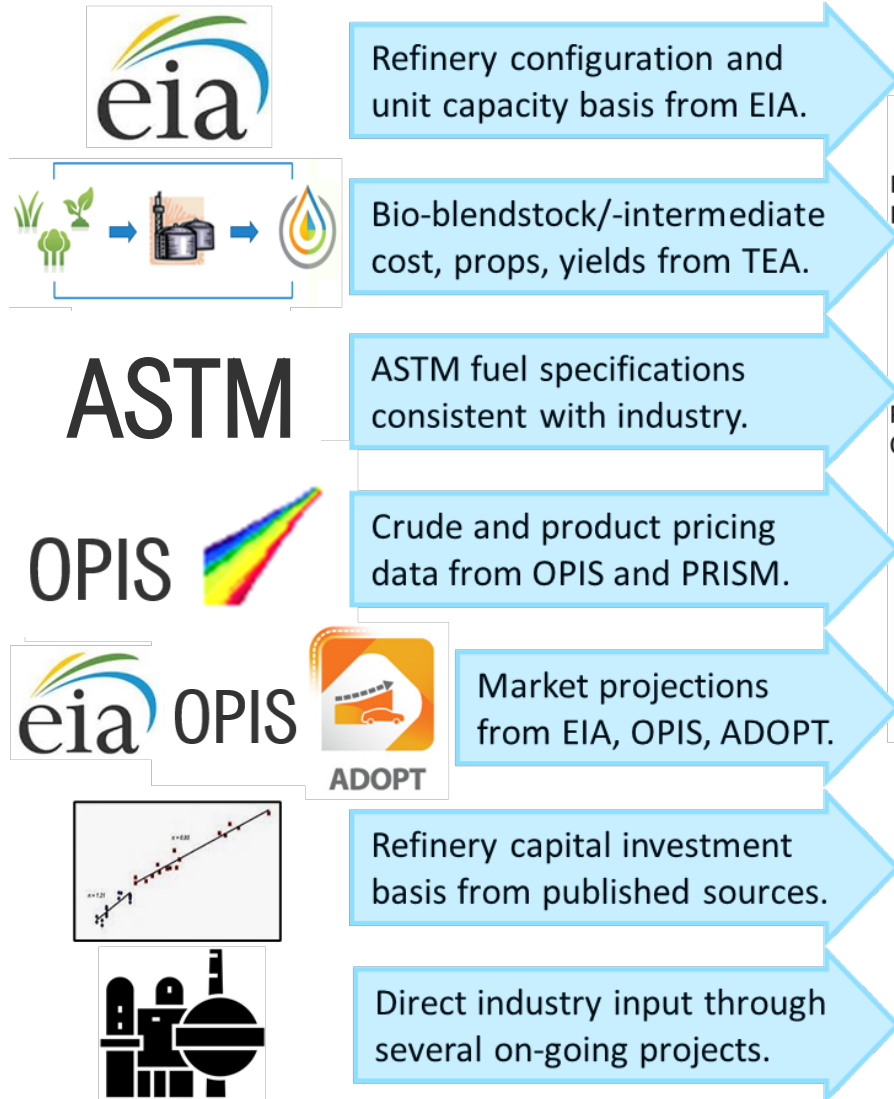 eia
Refinery configuration and
unit capacity basis from EIA.
Bio-blendstock/-intermediate
cost, props, yields from TEA.
ASTM
ASTM fuel specifications
consistent with industry.
OPIS
Crude and product pricing
data from OPIS and PRISM.
eia
OPIS
ADOPT
Market projections
from EIA, OPIS, ADOPT.
Refinery capital investment
basis from published sources.
Direct industry input through
several on-going projects.